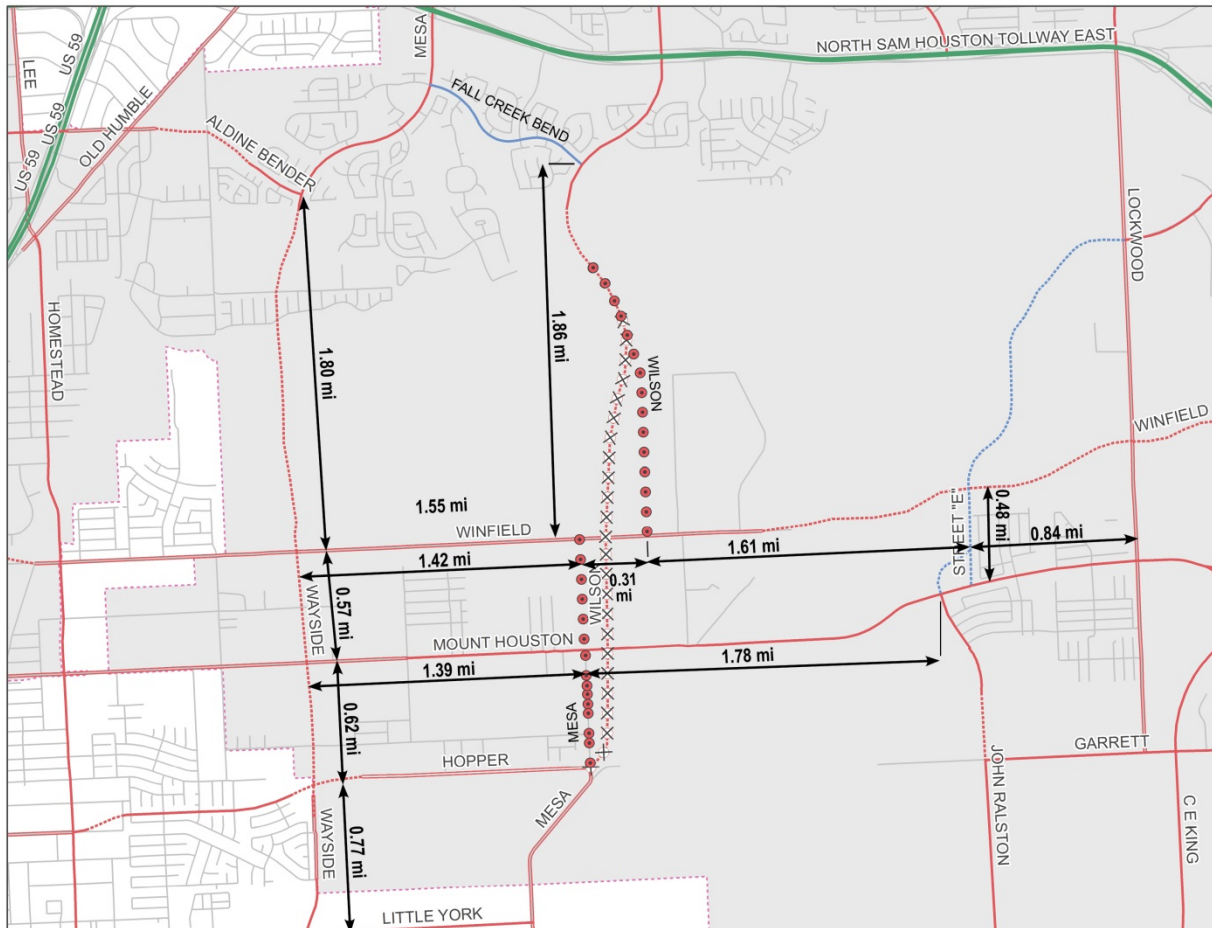 MESA
NORTH SAM HOUSTON TOLLWAY EAST
US 59
LEE
US 59
OLD HUMBLE
FALL CREEK BEND
ALDINE BENDER
US 59
LOCKWOOD
HOMESTEAD
1.80 mi
1.86 mi
WILSON
WINFIELD
1.55 mi
WINFIELD
STREET "E"
0.48 mi
1.42 mi
0.31
mi
1.61 mi
0.84 mi
WILSON
WAYSIDE
0.57 mi
MOUNT HOUSTON
1.39 mi
1.78 mi
0.62 mi
MESA
GARRETT
HOPPER
JOHN RALSTON
MESA
C E KING
WAYSIDE
0.77 mi
LITTLE YORK